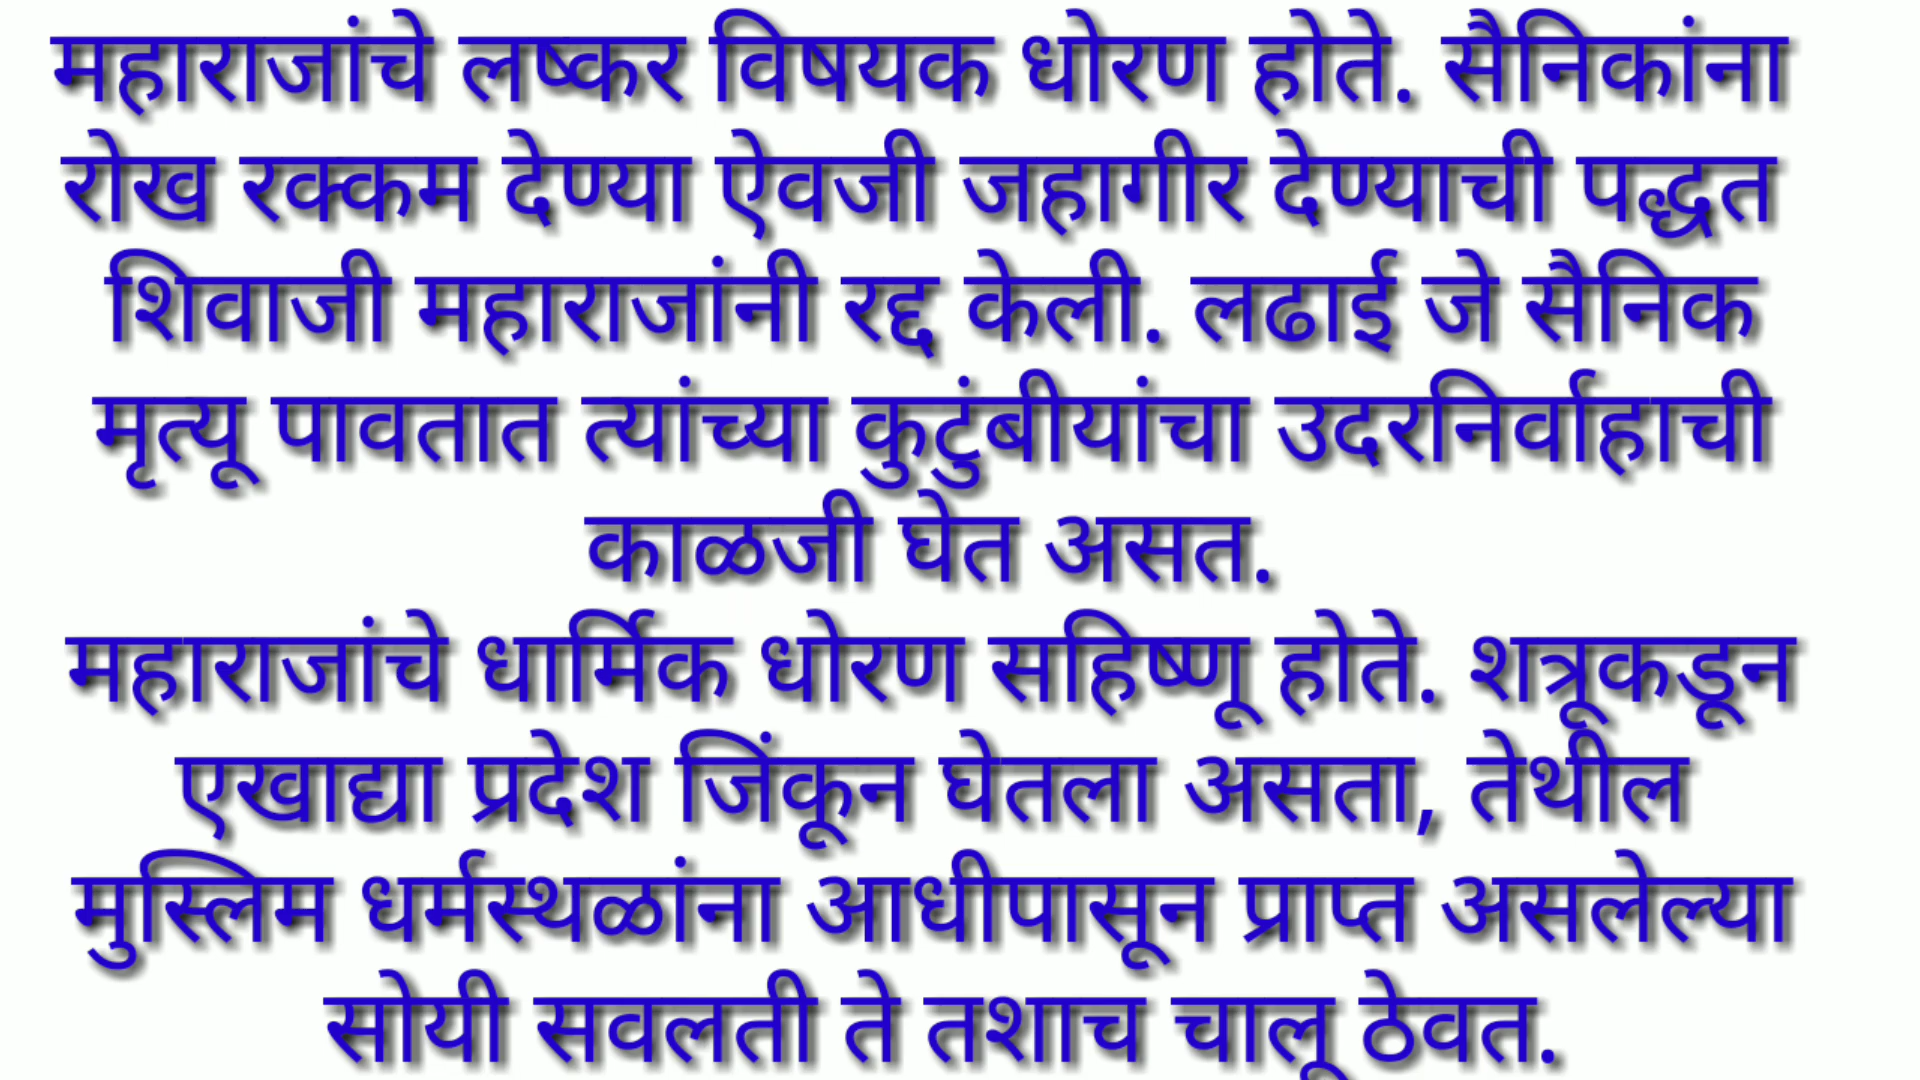 महाराजांचे लष्कर विषयक धोरण होते. सैनिकांना
रोख रक्कम देण्या ऐवजी जहागीर देण्याची पद्धत
शिवाजी महाराजांनी रद्द केली. लढाई जे सैनिक
मृत्यू पावतात त्यांच्या कुटुंबीयांचा उदरनिर्वाहाची
काळजी घेत असत.
महाराजांचे धार्मिक धोरण सहिष्णू होते. शत्रूकडून
एखाद्या प्रदेश जिंकून घेतला असता, तेथील
मुस्लिम धर्मस्थळांना आधीपासून प्राप्त असलेल्या
सोयी सवलती ते तशाच चालू ठेवत.